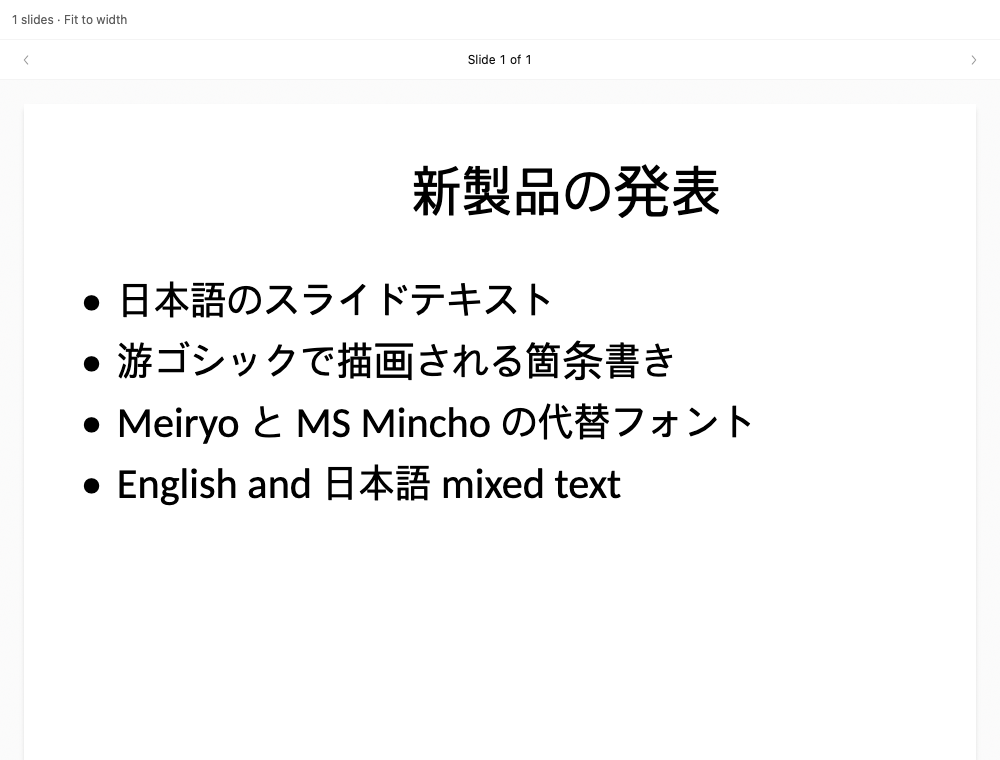 1 slides · Fit to width
Slide 1 of 1
新製品の発表
• 日本語のスライドテキスト
• 游ゴシックで描画される箇条書き
• Meiryo と MS Mincho の代替フォント
• English and 日本語 mixed text